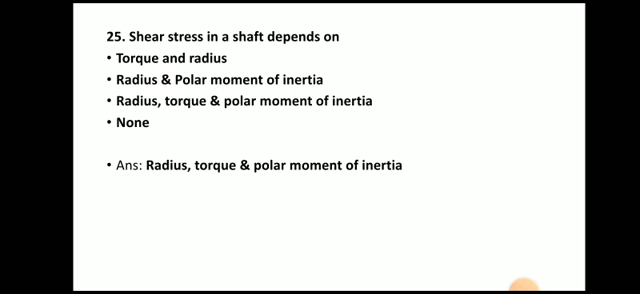 25. Shear stress in a shaft depends on
• Torque and radius
• Radius & Polar moment of inertia
• Radius, torque & polar moment of inertia
• None
• Ans: Radius, torque & polar moment of inertia